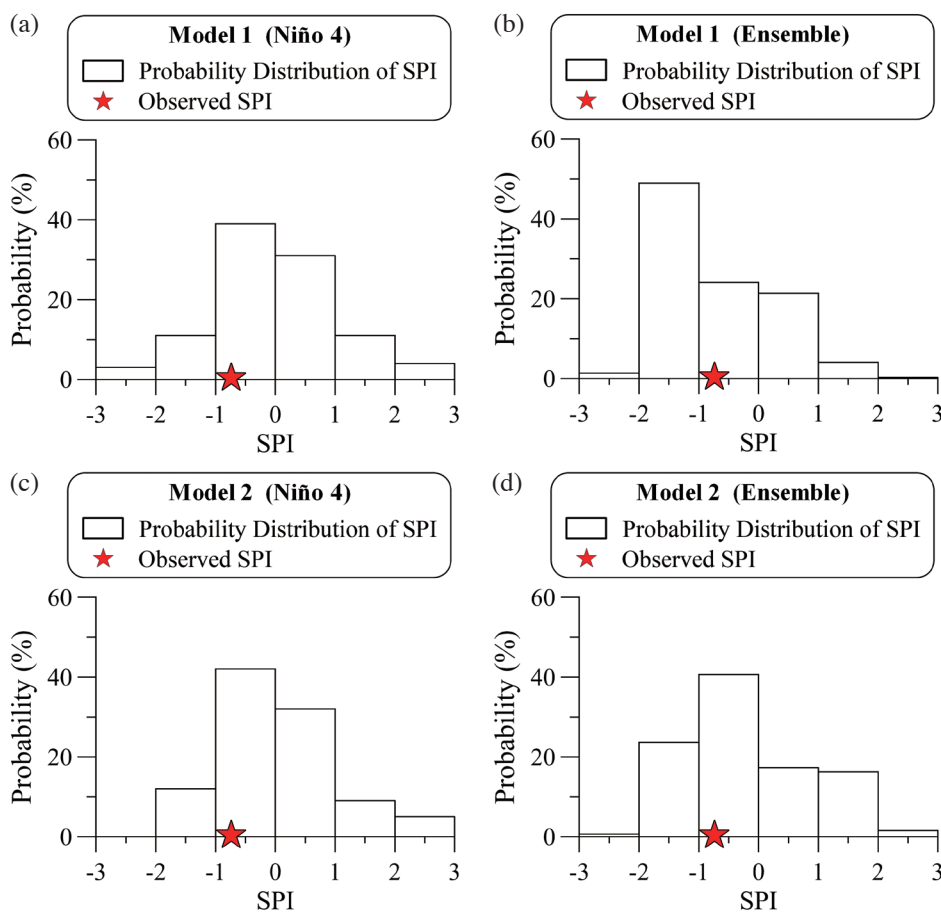 (a)
Model 1 (Niño 4)
Probability Distribution of SPI
Observed SPI
60
40
20
0
Probability (%)
-3 -2 -1 0 1 2 3
SPI
(b)
Model 1 (Ensemble)
Probability Distribution of SPI
Observed SPI
60
40
20
0
Probability (%)
-3 -2 -1 0 1 2 3
SPI
(c)
Model 2 (Niño 4)
Probability Distribution of SPI
Observed SPI
60
40
20
0
Probability (%)
-3 -2 -1 0 1 2 3
SPI
(d)
Model 2 (Ensemble)
Probability Distribution of SPI
Observed SPI
60
40
20
0
Probability (%)
-3 -2 -1 0 1 2 3
SPI